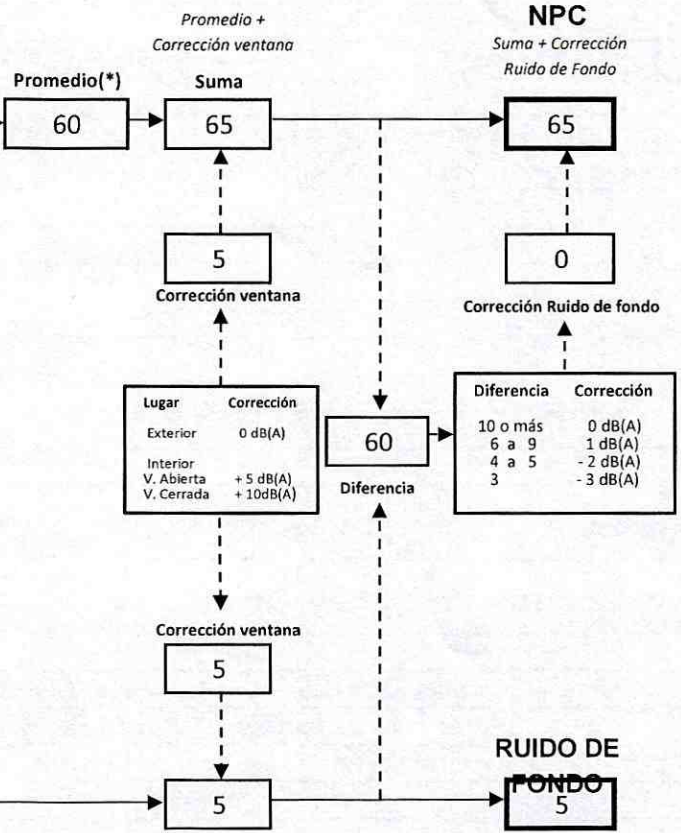 Promedio +
Corrección ventana
NPC
Suma + Corrección
Ruido de Fondo
Promedio(*)
Suma
60
65
65
5
0
Corrección ventana
Corrección Ruido de fondo
Lugar Corrección
Exterior 0 dB(A)
Interior
V. Abierta + 5 dB(A)
V. Cerrada + 10dB(A)
60
Diferencia
Diferencia Corrección
10 o más 0 dB(A)
6 a 9 1 dB(A)
4 a 5 - 2 dB(A)
3 - 3 dB(A)
Corrección ventana
5
RUIDO DE
FONDO
5
5